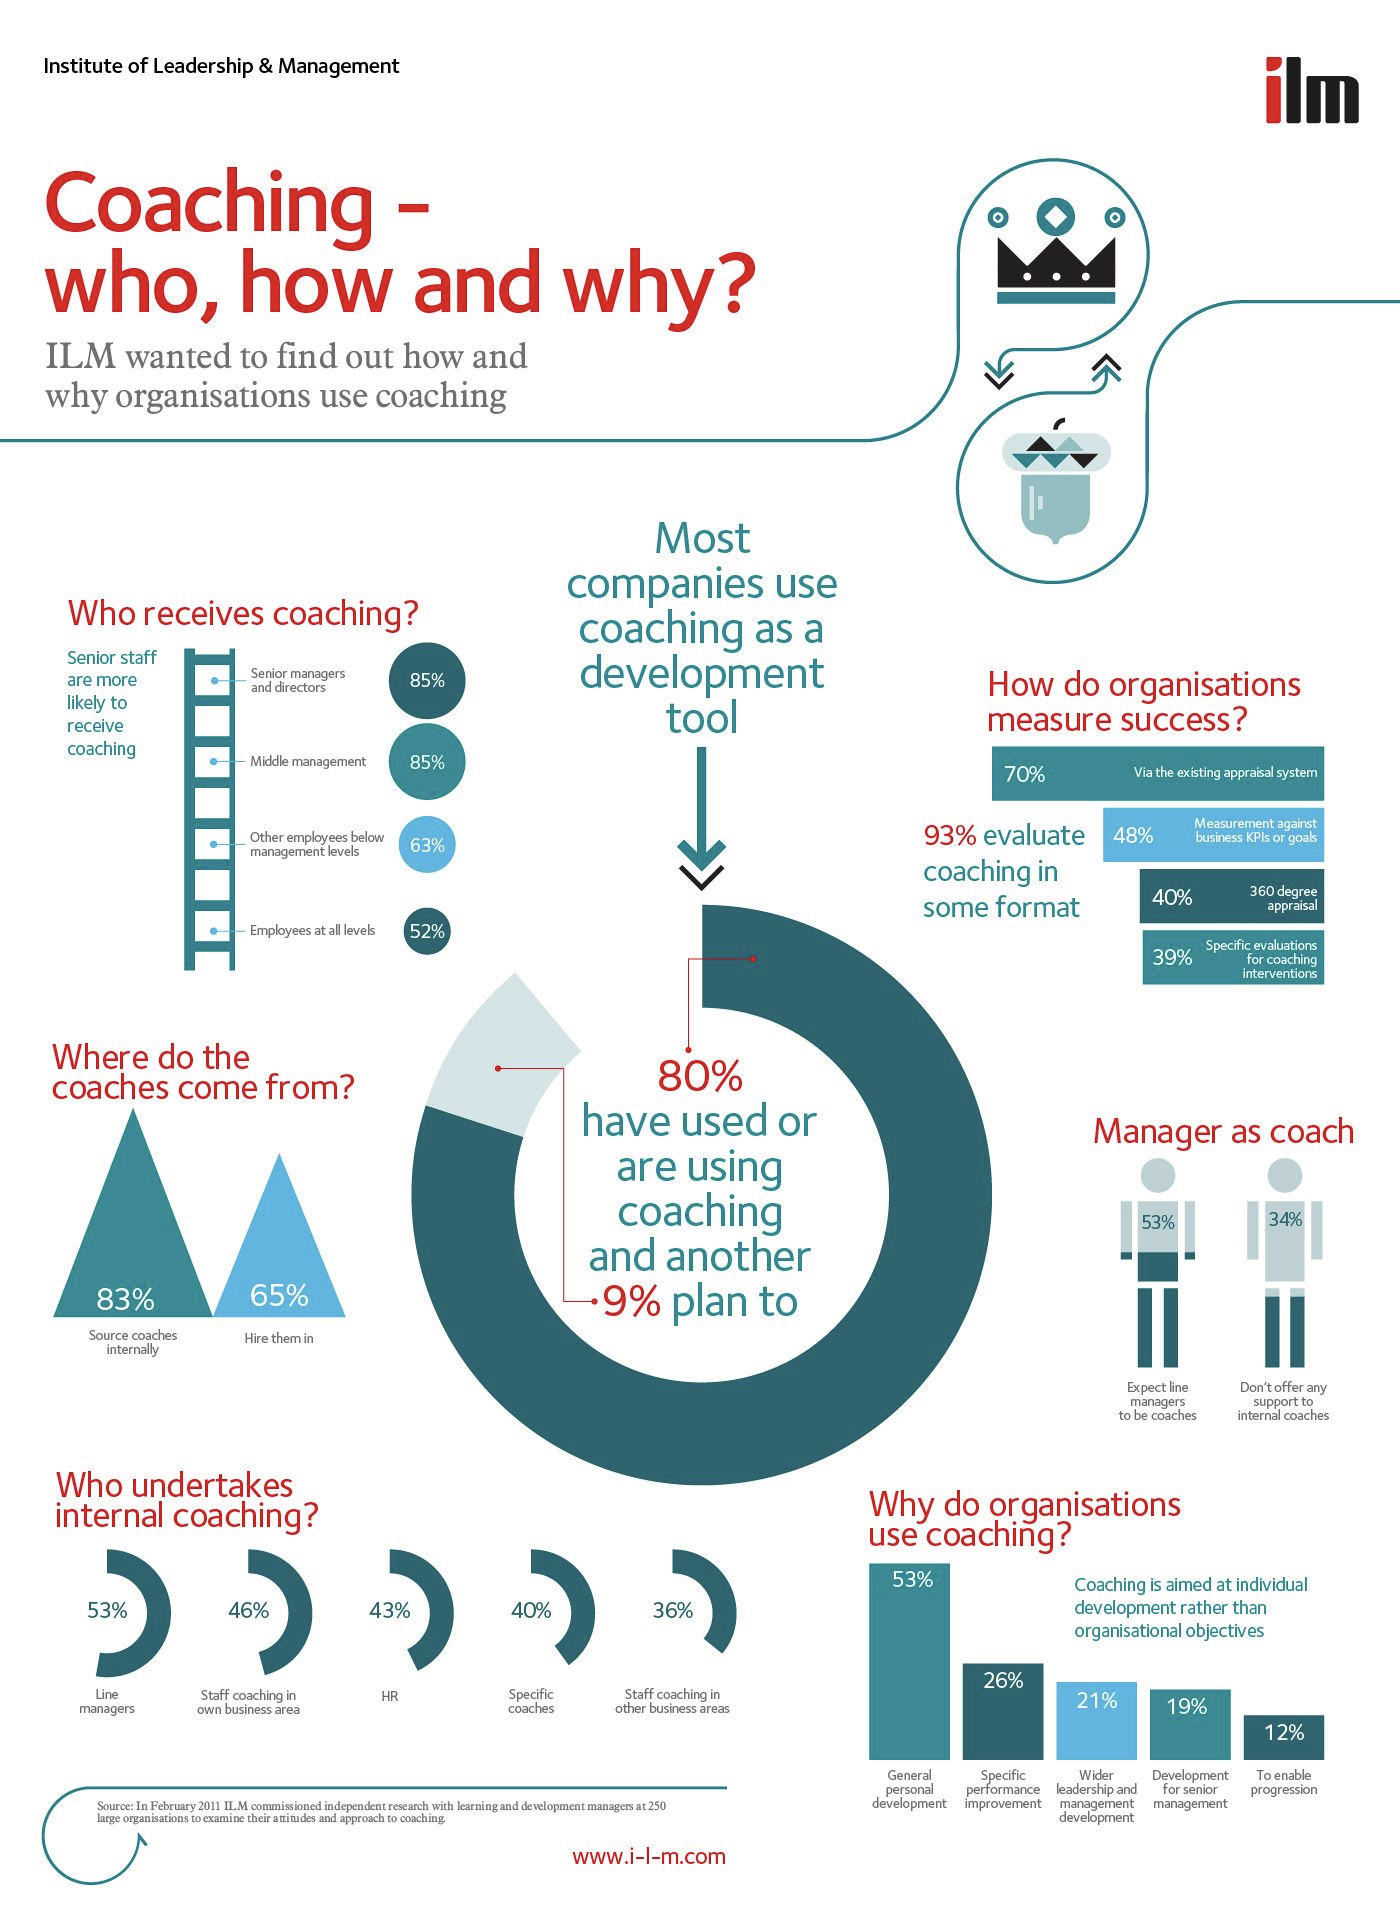 Institute of Leadership & Management
ilm
Coaching -
who, how and why?
ILM wanted to find out how and
why organisations use coaching
Most
companies use
coaching as a
development
tool
Who receives coaching?
Senior staff
are more
likely to
receive
coaching
Senior managers
and directors
85%
Middle management
85%
Other employees below
management levels
63%
Employees at all levels
52%
How do organisations
measure success?
93% evaluate
coaching in
some format
70%
Via the existing appraisal system
48%
Measurement against
business KPIs or goals
40%
360 degree
appraisal
39%
Specific evaluations
for coaching
interventions
80%
have used or
are using
coaching
and another
9% plan to
Where do the
coaches come from?
83%
Source coaches
internally
65%
Hire them in
Manager as coach
53%
Expect line
managers
to be coaches
34%
Don't offer any
support to
internal coaches
Who undertakes
internal coaching?
53%
Line
managers
46%
Staff coaching in
own business area
43%
HR
40%
Specific
coaches
36%
Staff coaching in
other business areas
Why do organisations
use coaching?
Coaching is aimed at individual
development rather than
organisational objectives
53%
General
personal
development
26%
Specific
performance
improvement
21%
Wider
leadership and
management
development
19%
Development
for senior
management
12%
To enable
progression
Source: In February 2011 ILM commissioned independent research with learning and development managers at 250
large organisations to examine their attitudes and approach to coaching.
www.i-l-m.com